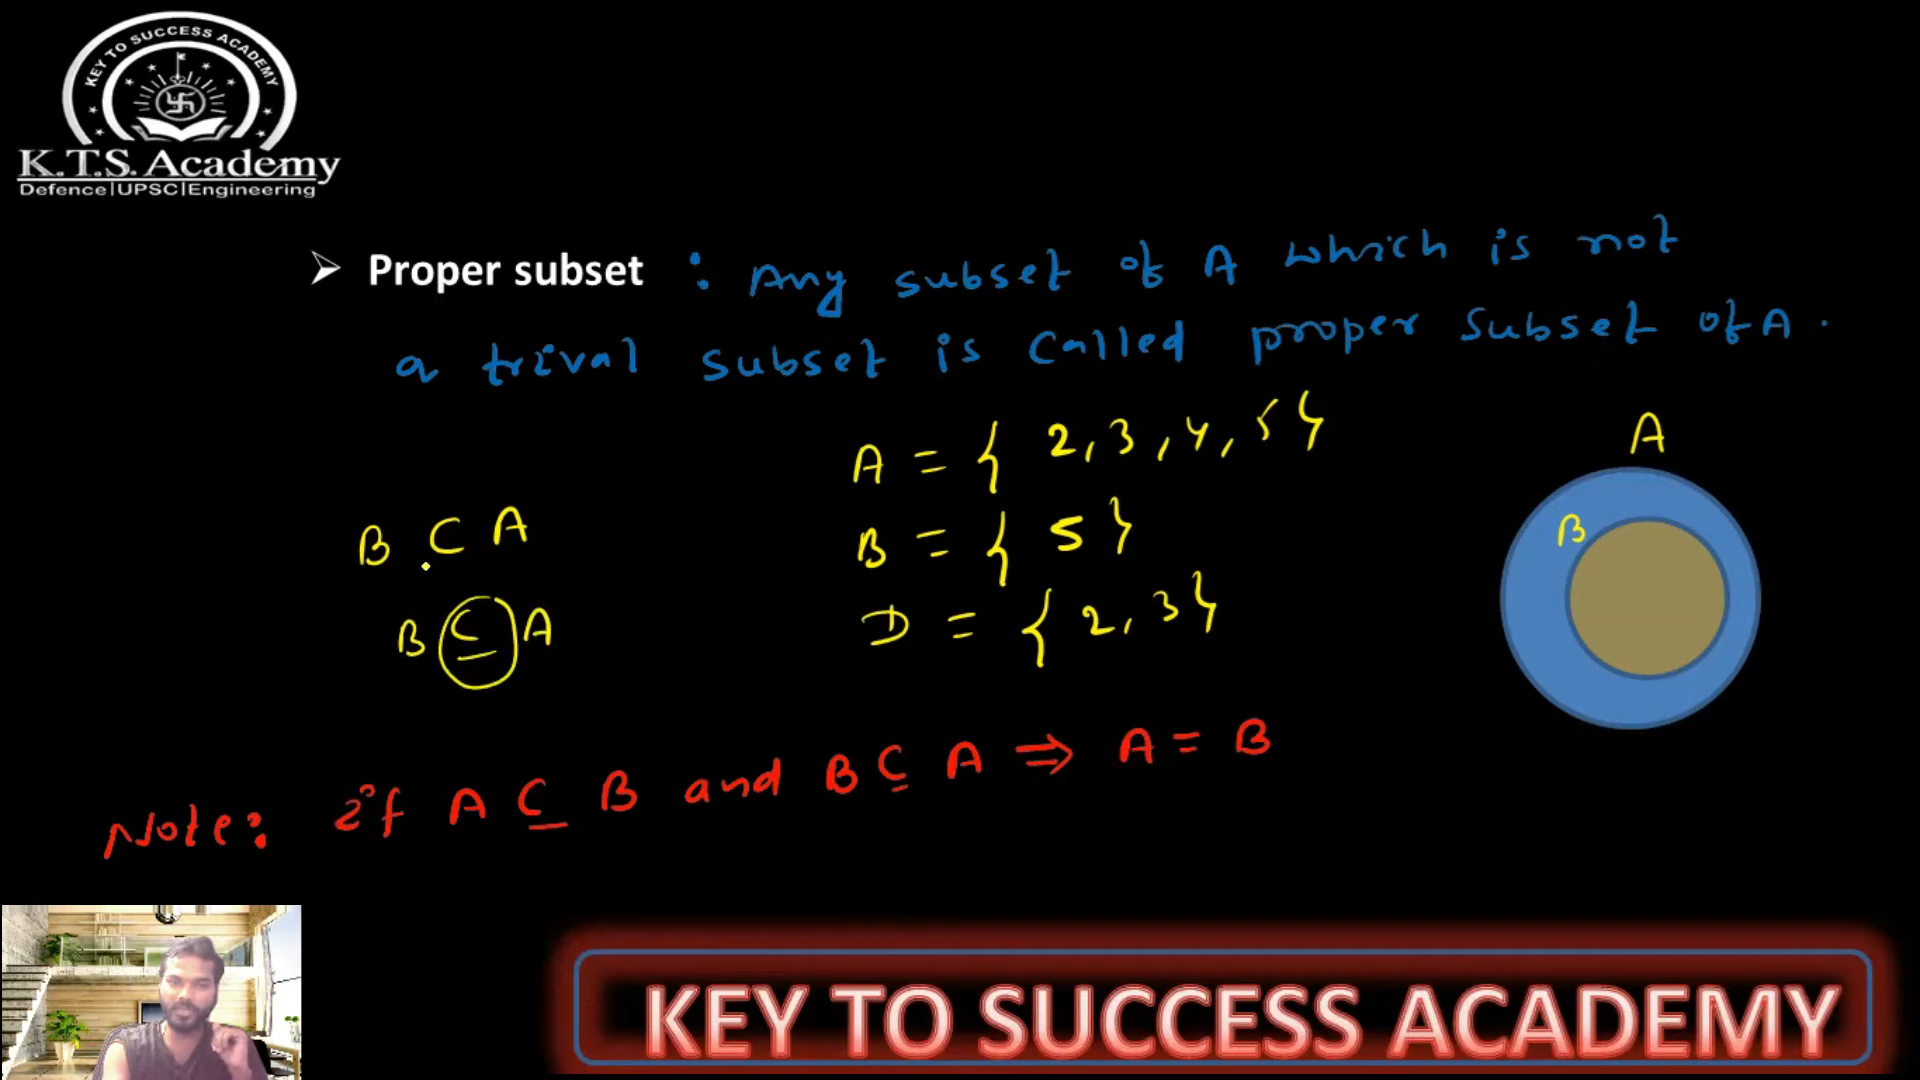 KEY TO SUCCESS ACADEMY
K.T.S. Academy
Defence|UPSC|Engineering
➢ Proper subset : Any subset of A which is not
a trival subset is called proper subset of A.
A = { 2, 3, 4, 5 }
A
B ⊂ A
B = { 5 }
B
B ⊆ A
D = { 2, 3 }
Note: if A ⊆ B and B ⊆ A ⇒ A = B
KEY TO SUCCESS ACADEMY